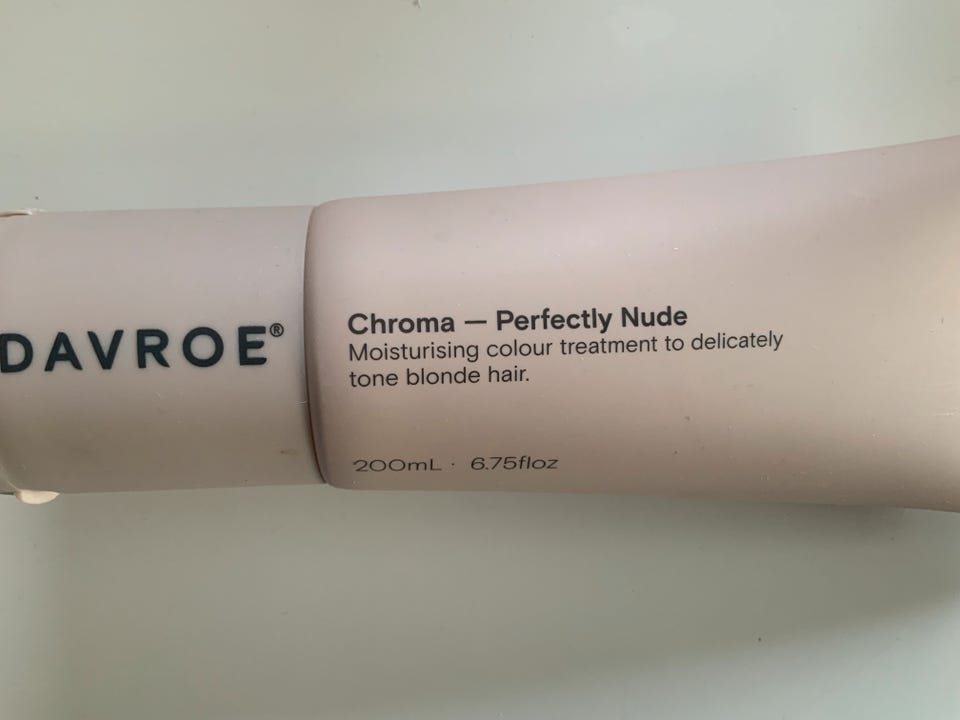 DAVROE®
Chroma — Perfectly Nude
Moisturising colour treatment to delicately
tone blonde hair.
200mL · 6.75floz